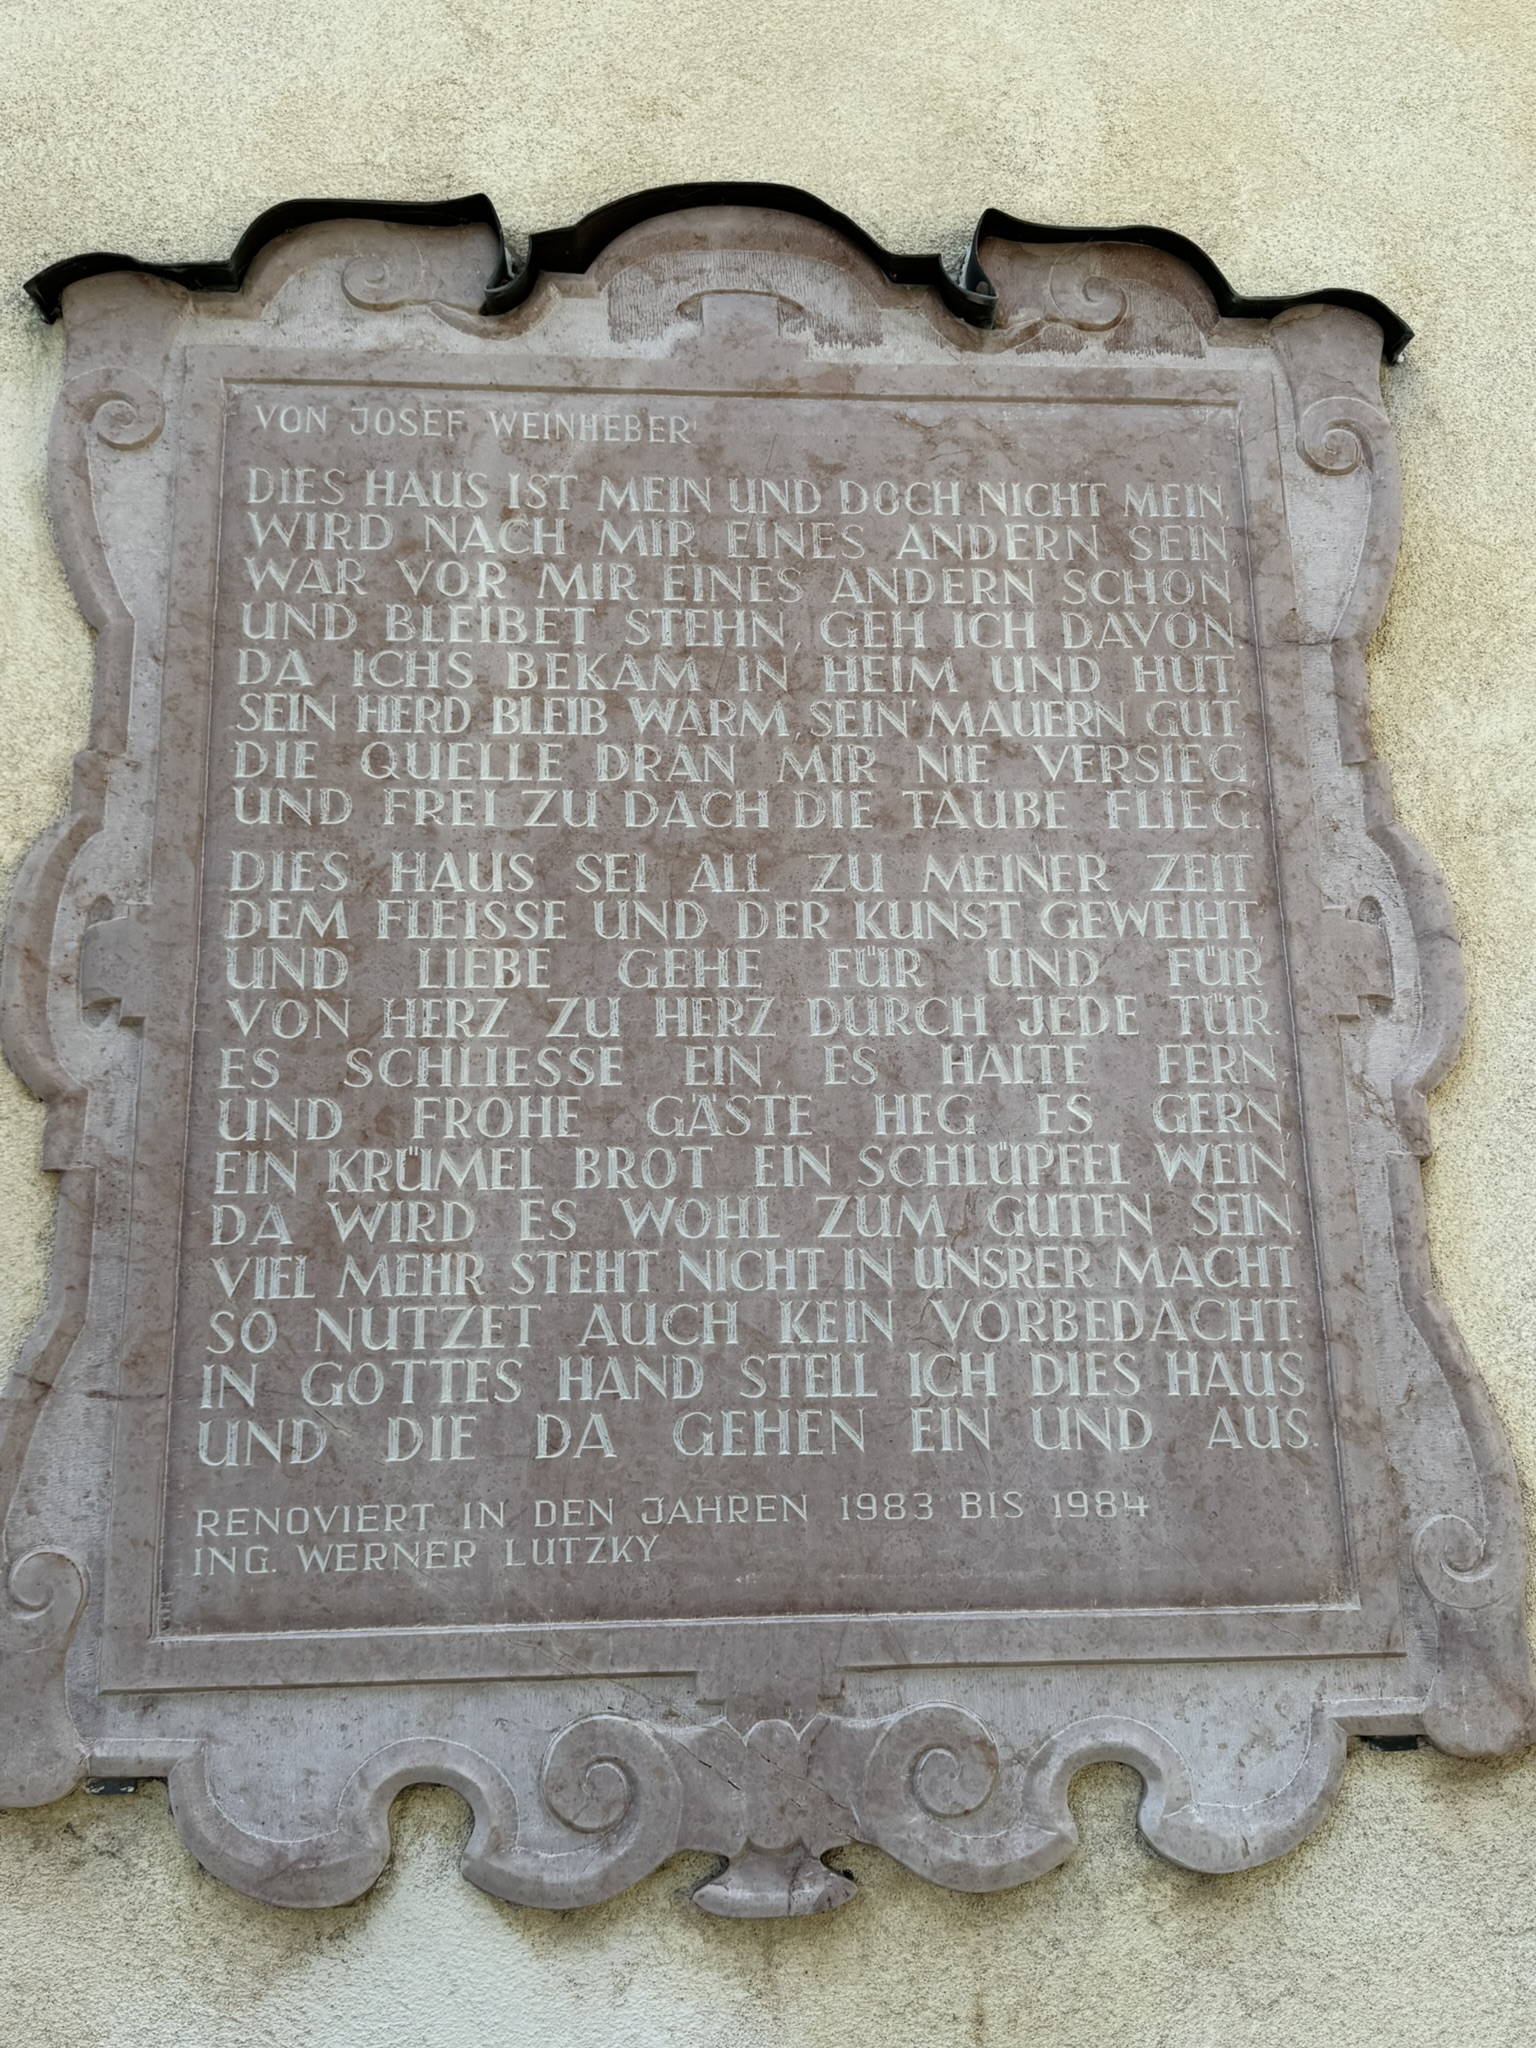 VON JOSEF WEINHEBER
DIES HAUS IST MEIN UND DOCH NICHT MEIN,
WIRD NACH MIR EINES ANDERN SEIN,
WAR VOR MIR EINES ANDERN SCHON
UND BLEIBET STEHN, GEH ICH DAVON.
DA ICHS BEKAM IN HEIM UND HUT,
SEIN HERD BLEIB WARM, SEIN' MAUERN GUT.
DIE QUELLE DRAN MIR NIE VERSIEG,
UND FREI ZU DACH DIE TAUBE FLIEG.
DIES HAUS SEI ALL ZU MEINER ZEIT
DEM FLEISSE UND DER KUNST GEWEIHT,
UND LIEBE GEHE FÜR UND FÜR
VON HERZ ZU HERZ DURCH JEDE TÜR.
ES SCHLIESSE EIN, ES HALTE FERN,
UND FROHE GÄSTE HEG ES GERN,
EIN KRÜMEL BROT EIN SCHLÜPFEL WEIN,
DA WIRD ES WOHL ZUM GUTEN SEIN.
VIEL MEHR STEHT NICHT IN UNSRER MACHT
SO NUTZET AUCH KEIN VORBEDACHT:
IN GOTTES HAND STELL ICH DIES HAUS
UND DIE DA GEHEN EIN UND AUS.
RENOVIERT IN DEN JAHREN 1983 BIS 1984
ING. WERNER LUTZKY